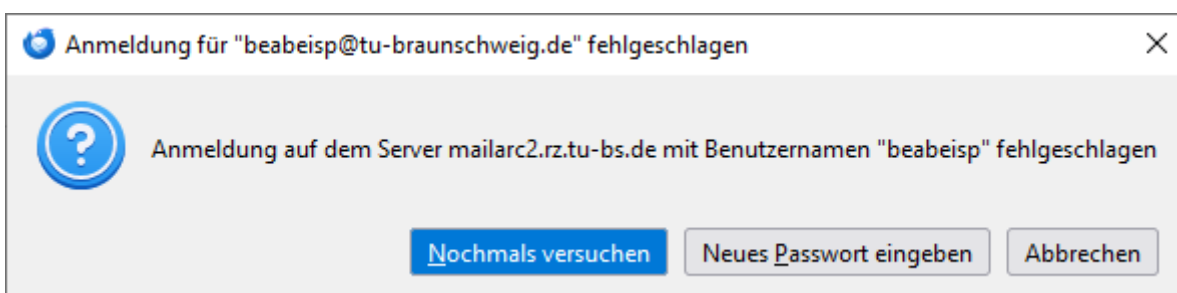 Anmeldung für "beabeisp@tu-braunschweig.de" fehlgeschlagen
Anmeldung auf dem Server mailarc2.rz.tu-bs.de mit Benutzernamen "beabeisp" fehlgeschlagen
Nochmals versuchen Neues Passwort eingeben Abbrechen